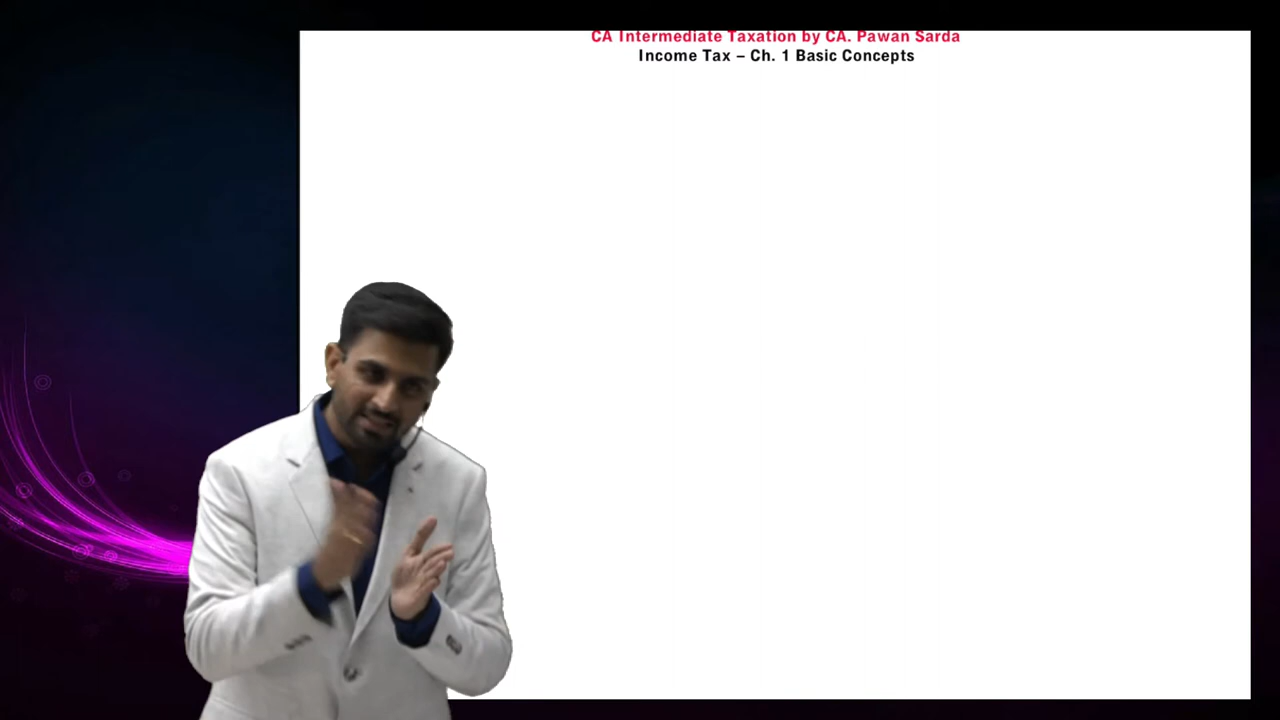 CA Intermediate Taxation by CA. Pawan Sarda
Income Tax – Ch. 1 Basic Concepts